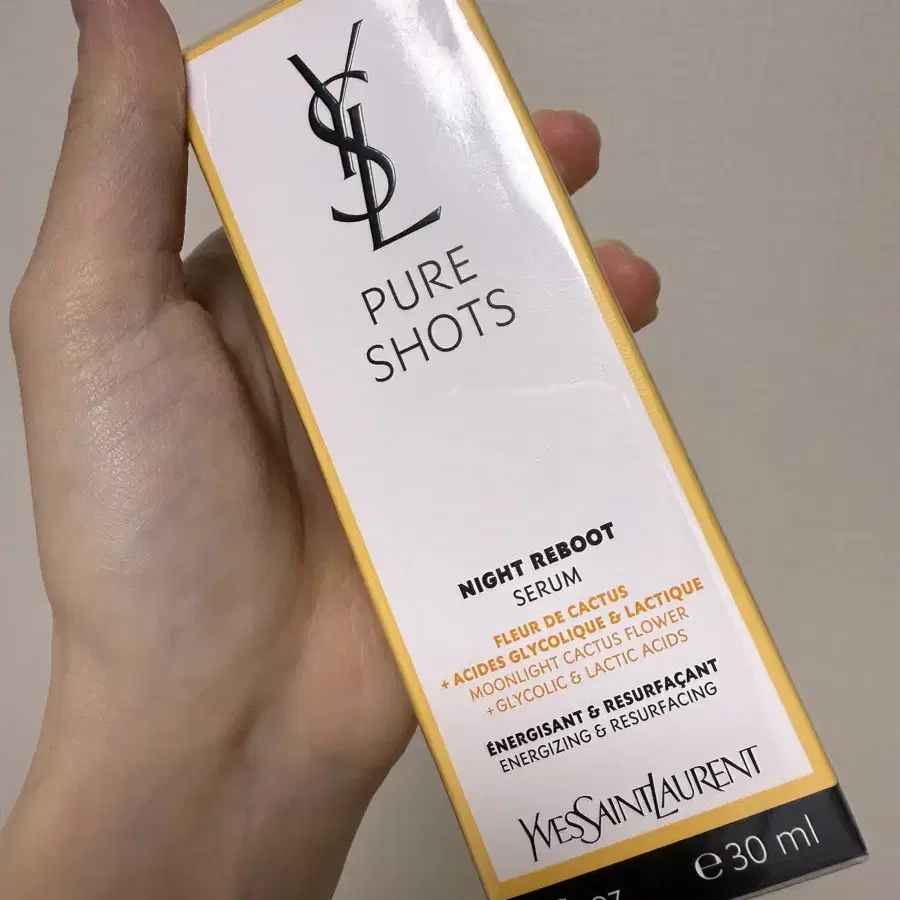 YSL
PURE
SHOTS
NIGHT REBOOT
SERUM
FLEUR DE CACTUS
+ ACIDES GLYCOLIQUE & LACTIQUE
MOONLIGHT CACTUS FLOWER
+ GLYCOLIC & LACTIC ACIDS
ÉNERGISANT & RESURFAÇANT
ENERGIZING & RESURFACING
YVESSAINTLAURENT
℮30 ml